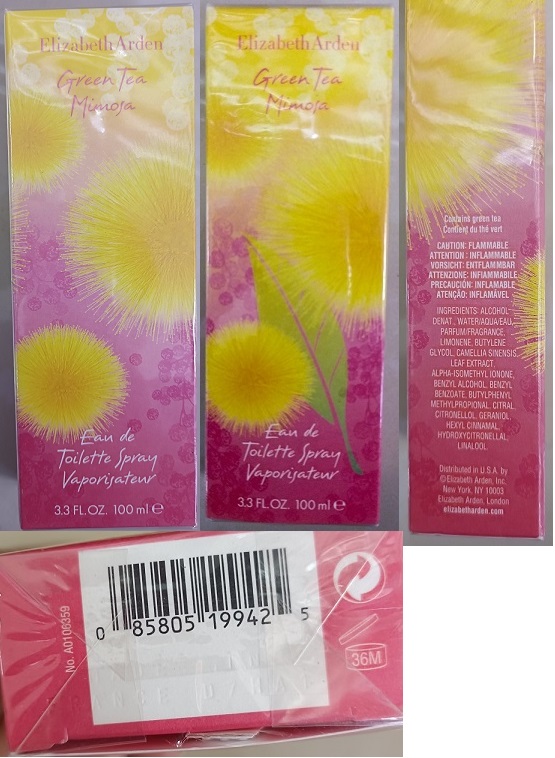 Elizabeth Arden
Green Tea
Mimosa
Eau de
Toilette Spray
Vaporisateur
3.3 FL.OZ. 100 ml ℮
Elizabeth Arden
Green Tea
Mimosa
Eau de
Toilette Spray
Vaporisateur
3.3 FL.OZ. 100 ml ℮
Contains green tea
Contient du thé vert
CAUTION: FLAMMABLE
ATTENTION : INFLAMMABLE
VORSICHT: ENTFLAMMBAR
ATTENZIONE: INFIAMMABILE
PRECAUCIÓN: INFLAMABLE
ATENÇÃO: INFLAMÁVEL
INGREDIENTS: ALCOHOL
DENAT., WATER/AQUA/EAU,
PARFUM/FRAGRANCE,
LIMONENE, BUTYLENE
GLYCOL, CAMELLIA SINENSIS
LEAF EXTRACT,
ALPHA-ISOMETHYL IONONE,
BENZYL ALCOHOL, BENZYL
BENZOATE, BUTYLPHENYL
METHYLPROPIONAL, CITRAL,
CITRONELLOL, GERANIOL,
HEXYL CINNAMAL,
HYDROXYCITRONELLAL,
LINALOOL.
Distributed in U.S.A. by
©Elizabeth Arden, Inc.
New York, NY 10003
Elizabeth Arden, London
elizabetharden.com
No. A0106359
0 85805 19942 5
36M